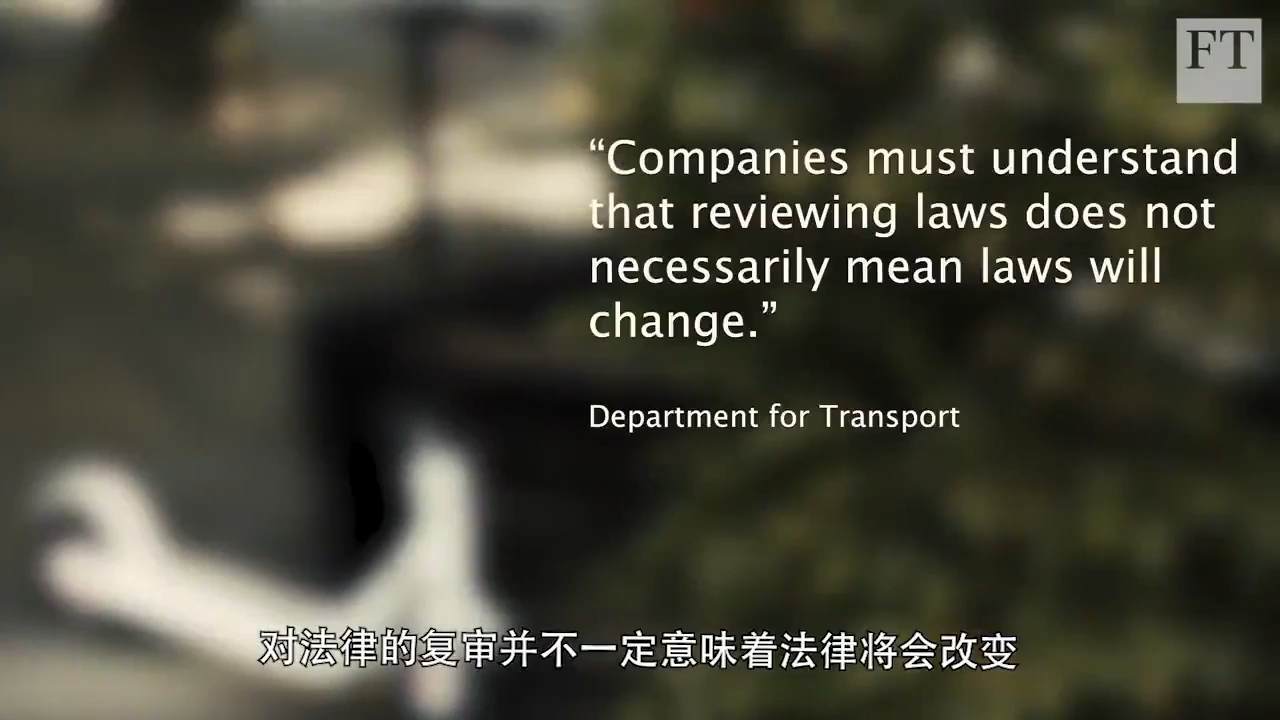 FT
“Companies must understand
that reviewing laws does not
necessarily mean laws will
change.”
Department for Transport
对法律的复审并不一定意味着法律将会改变